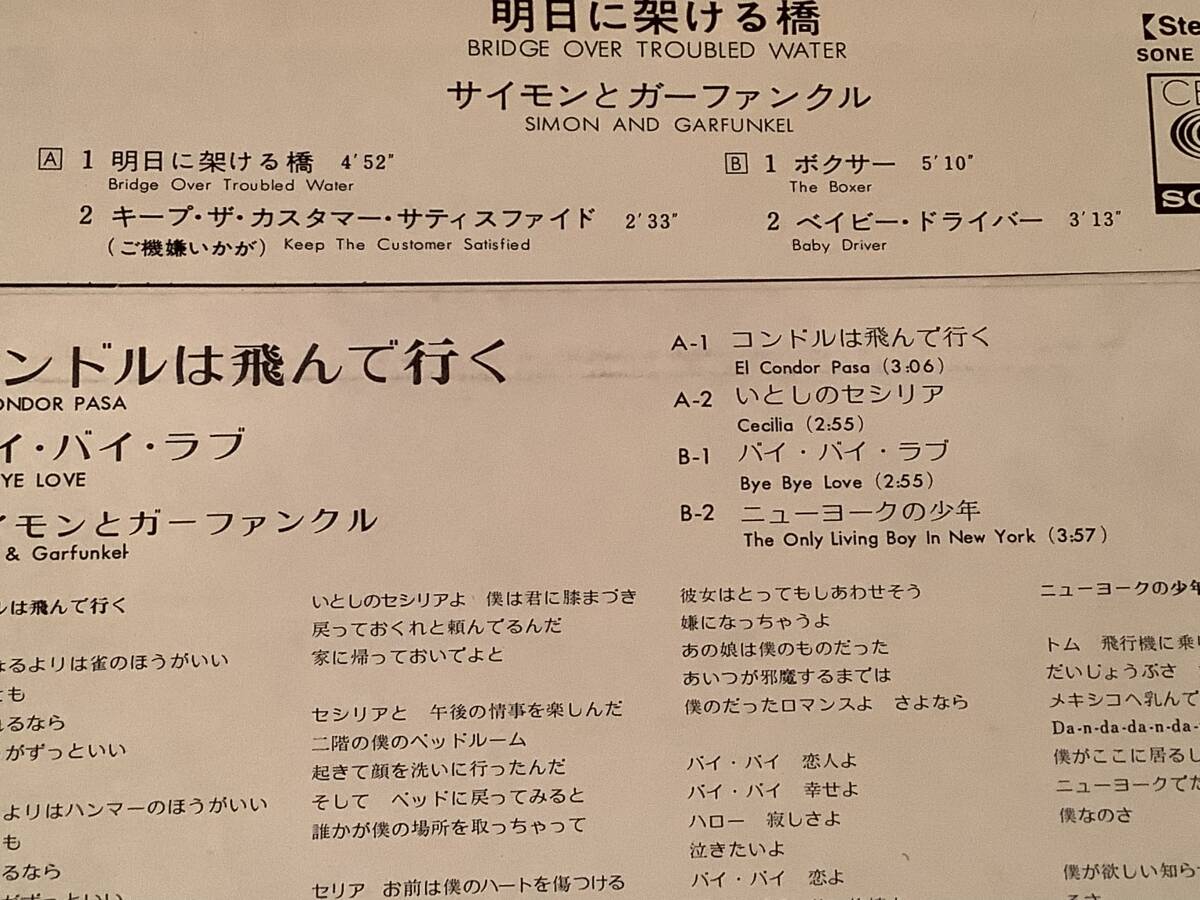 明日に架ける橋
BRIDGE OVER TROUBLED WATER
サイモンとガーファンクル
SIMON AND GARFUNKEL
SONE
A 1 明日に架ける橋 4'52"
Bridge Over Troubled Water
2 キープ・ザ・カスタマー・サティスファイド 2'33"
(ご機嫌いかが) Keep The Customer Satisfied
B 1 ボクサー 5'10"
The Boxer
2 ベイビー・ドライバー 3'13"
Baby Driver
ンドルは飛んで行く
ONDOR PASA
イ・バイ・ラブ
YE LOVE
イモンとガーファンクル
& Garfunkel
A-1 コンドルは飛んで行く
El Condor Pasa (3:06)
A-2 いとしのセシリア
Cecilia (2:55)
B-1 バイ・バイ・ラブ
Bye Bye Love (2:55)
B-2 ニューヨークの少年
The Only Living Boy In New York (3:57)
ルは飛んで行く
なるよりは雀のほうがいい
とも
れるなら
がずっといい
よりはハンマーのほうがいい
も
るなら
がずっといい
いとしのセシリアよ 僕は君に膝まづき
戻っておくれと頼んでるんだ
家に帰っておいでよと
セシリアと 午後の情事を楽しんだ
二階の僕のベッドルーム
起きて顔を洗いに行ったんだ
そして ベッドに戻ってみると
誰かが僕の場所を取っちゃって
セリア お前は僕のハートを傷つける
彼女はとってもしあわせそう
嫌になっちゃうよ
あの娘は僕のものだった
あいつが邪魔するまでは
僕のだったロマンスよ さよなら
バイ・バイ 恋人よ
バイ・バイ 幸せよ
ハロー 寂しさよ
泣きたいよ
バイ・バイ 恋よ
ニューヨークの少年
トム 飛行機に乗り
だいじょうぶさ
メキシコへ乳んで
Da-n-da-da-n-da-
僕がここに居るし
ニューヨークでた
僕なのさ
僕が欲しい知らせ
るさ